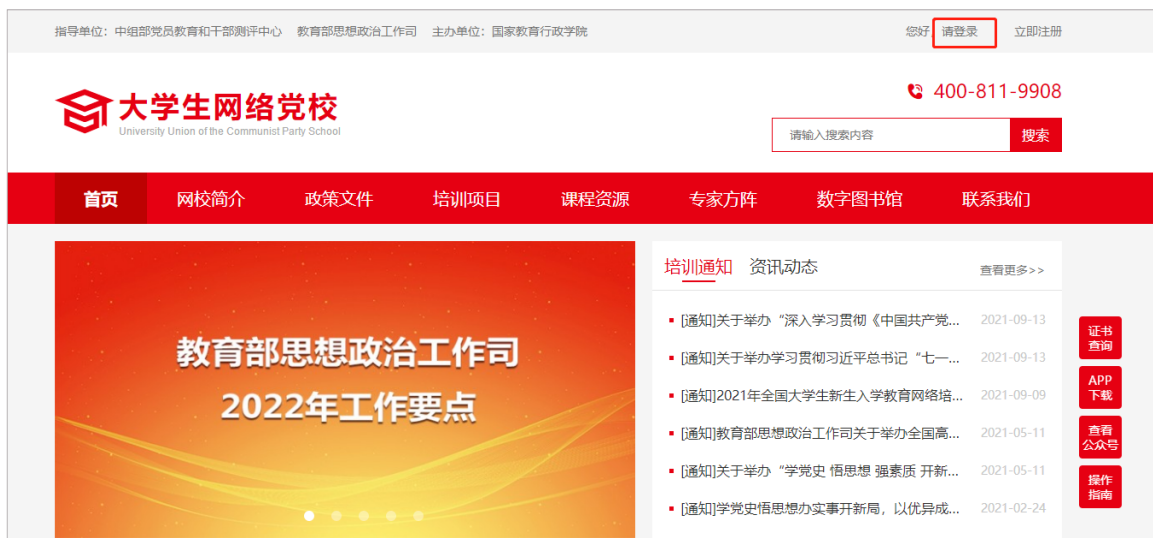 指导单位：中组部党员教育和干部测评中心 教育部思想政治工作司 主办单位：国家教育行政学院
您好, 请登录 立即注册
大学生网络党校
University Union of the Communist Party School
400-811-9908
请输入搜索内容 搜索
首页 网校简介 政策文件 培训项目 课程资源 专家方阵 数字图书馆 联系我们
教育部思想政治工作司
2022年工作要点
培训通知 资讯动态 查看更多>>
[通知]关于举办“深入学习贯彻《中国共产党... 2021-09-13
[通知]关于举办学习贯彻习近平总书记“七一... 2021-09-13
[通知]2021年全国大学生新生入学教育网络培... 2021-09-09
[通知]教育部思想政治工作司关于举办全国高... 2021-05-11
[通知]关于举办“学党史 悟思想 强素质 开新... 2021-05-11
[通知]学党史悟思想办实事开新局，以优异成... 2021-02-24
证书
查询
APP
下载
查看
公众号
操作
指南